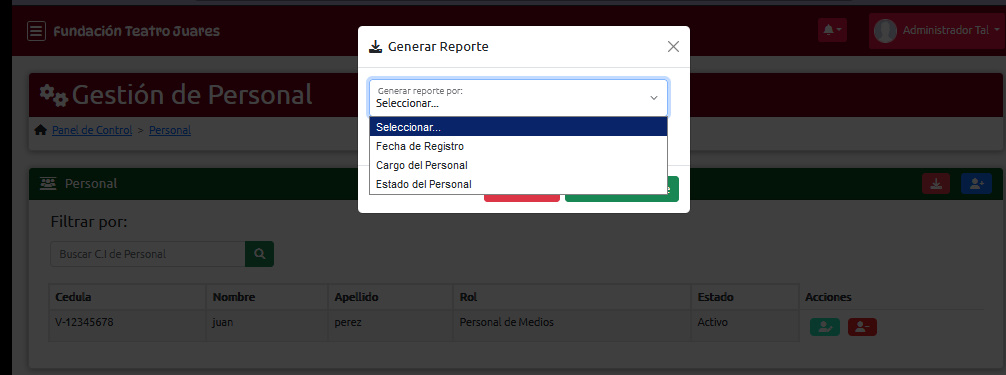 Fundación Teatro Juares
Administrador Tal
Generar Reporte
Generar reporte por:
Seleccionar...
Seleccionar...
Fecha de Registro
Cargo del Personal
Estado del Personal
Gestión de Personal
Panel de Control > Personal
Personal
Filtrar por:
Buscar C.I de Personal
Cedula Nombre Apellido Rol Estado Acciones
V-12345678 juan perez Personal de Medios Activo